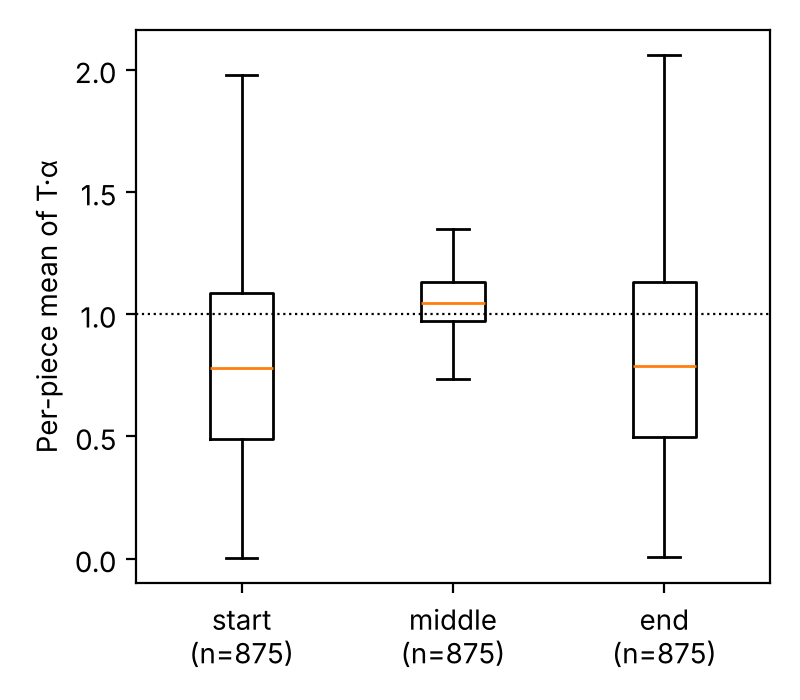 Per-piece mean of T·α
2.0
1.5
1.0
0.5
0.0
start
(n=875)
middle
(n=875)
end
(n=875)